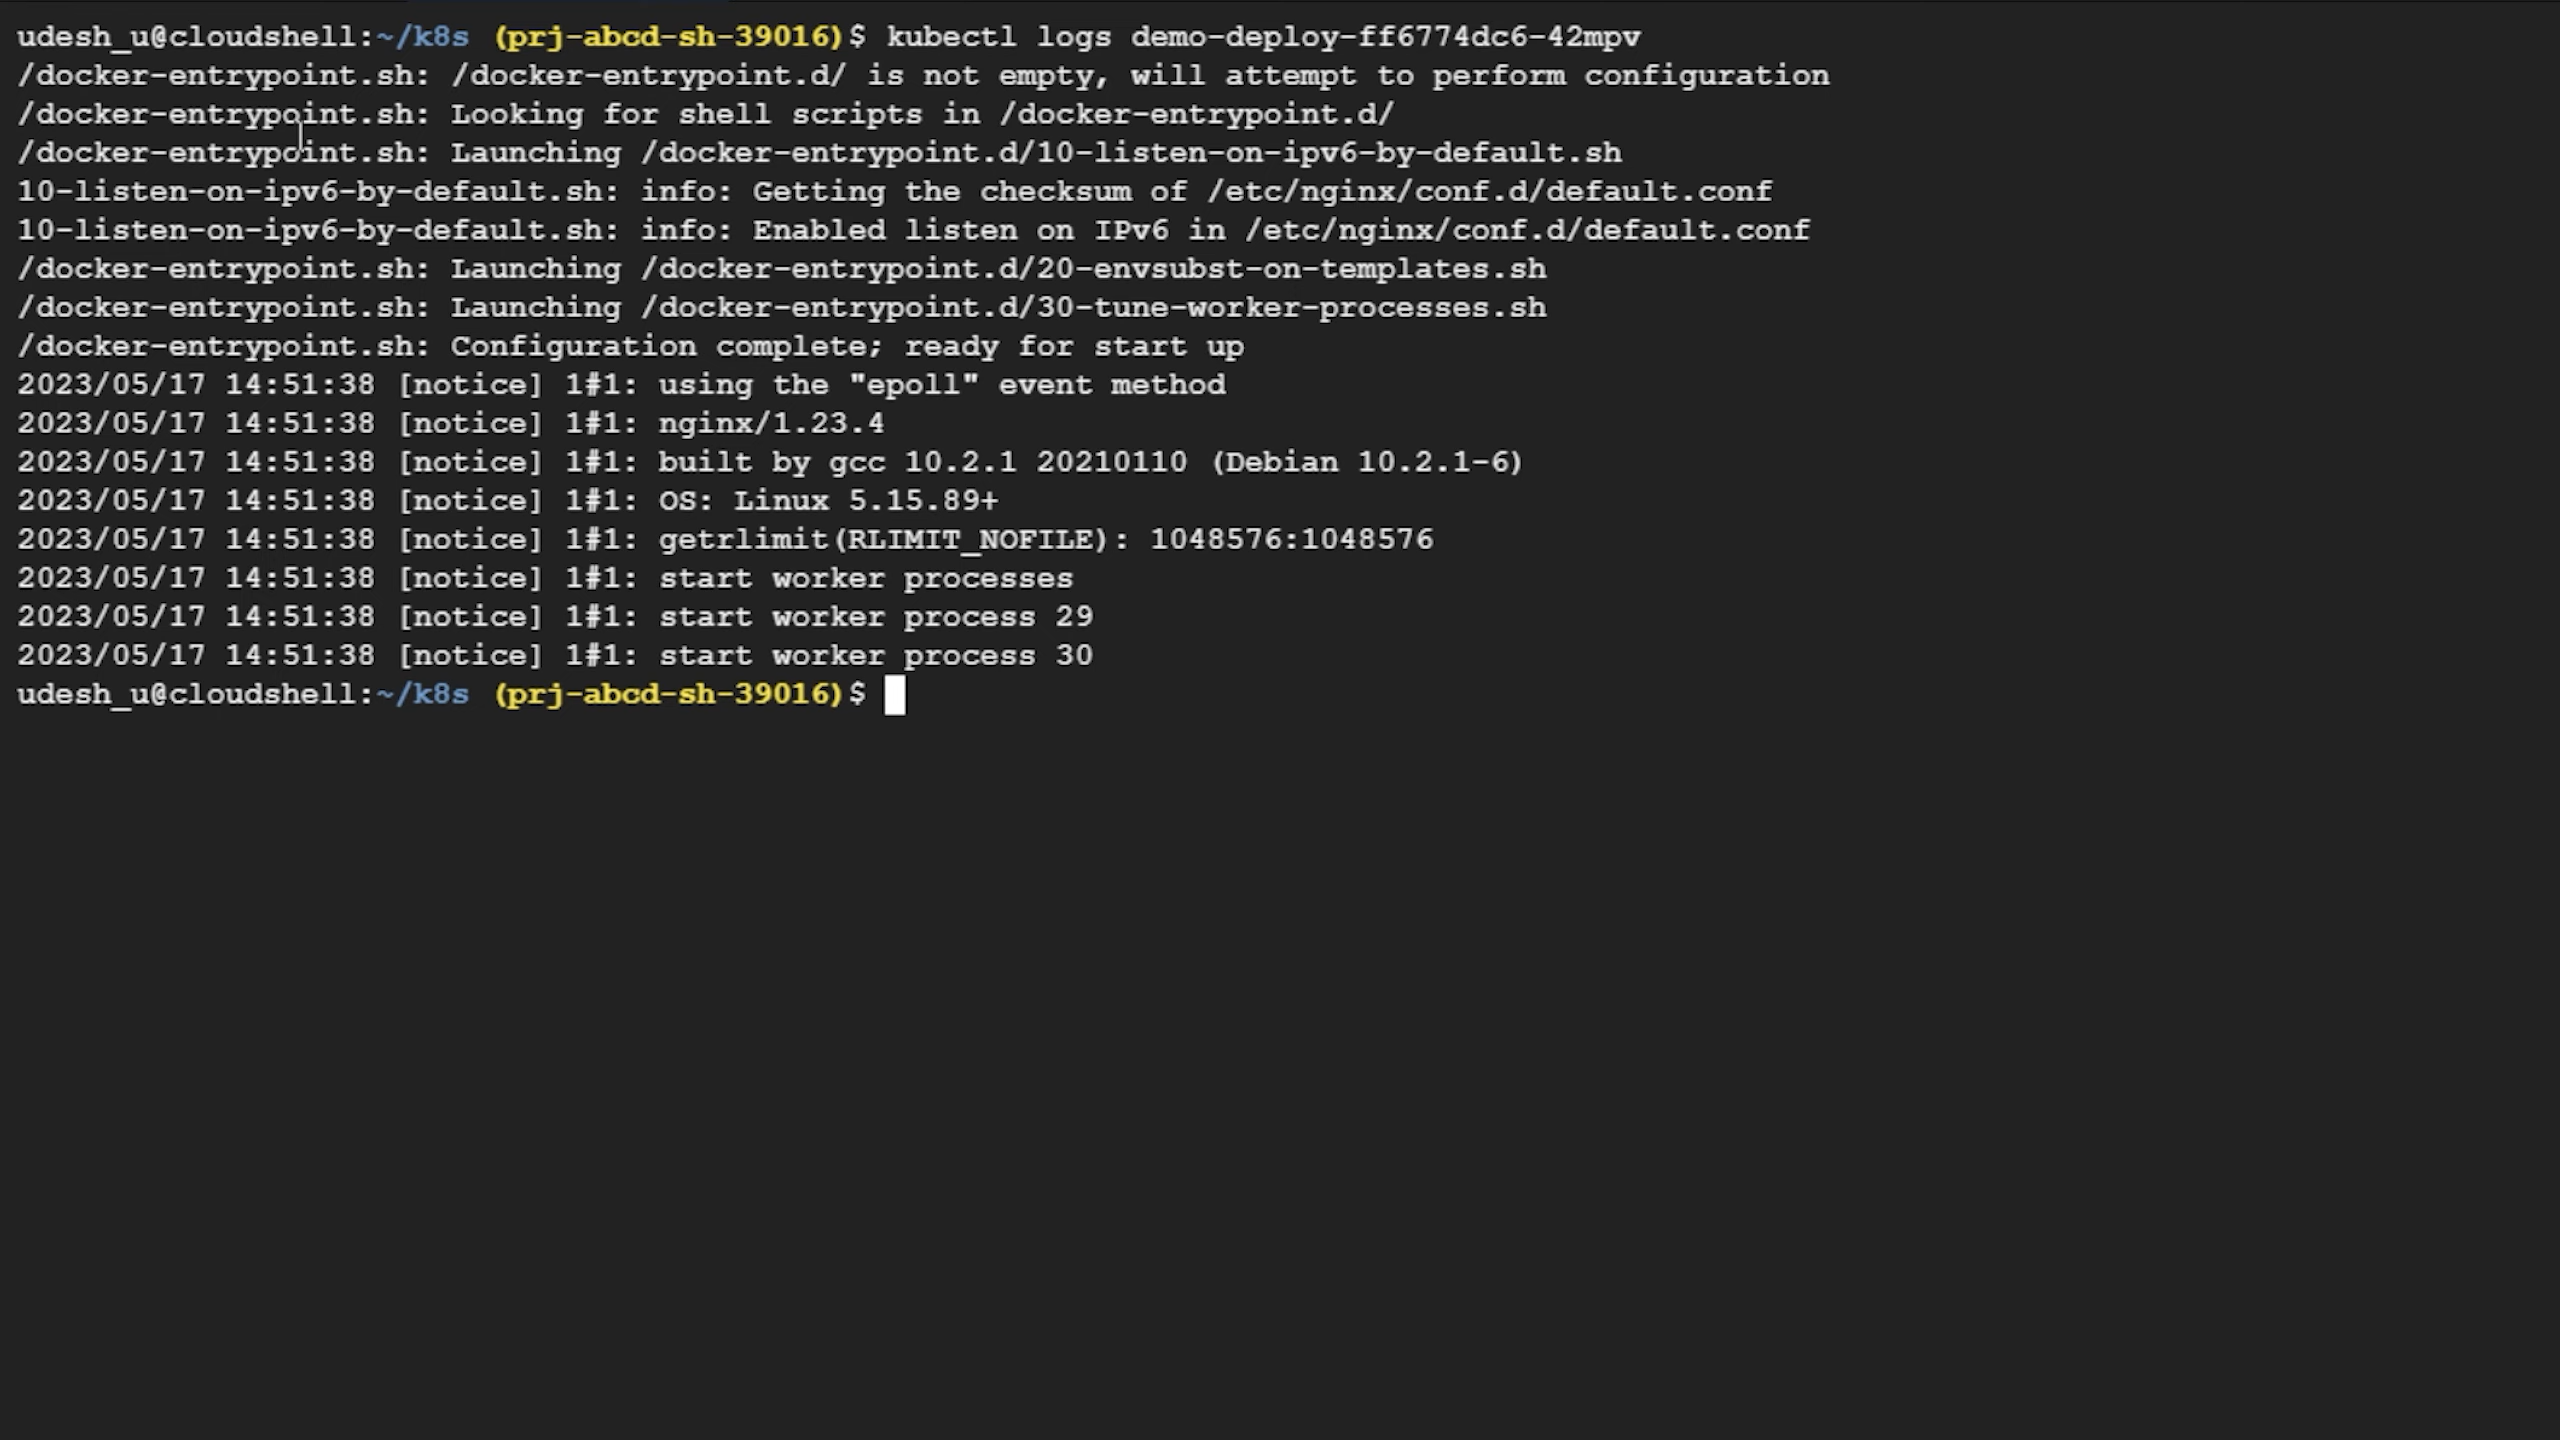 udesh_u@cloudshell:~/k8s (prj-abcd-sh-39016)$ kubectl logs demo-deploy-ff6774dc6-42mpv
/docker-entrypoint.sh: /docker-entrypoint.d/ is not empty, will attempt to perform configuration
/docker-entrypoint.sh: Looking for shell scripts in /docker-entrypoint.d/
/docker-entrypoint.sh: Launching /docker-entrypoint.d/10-listen-on-ipv6-by-default.sh
10-listen-on-ipv6-by-default.sh: info: Getting the checksum of /etc/nginx/conf.d/default.conf
10-listen-on-ipv6-by-default.sh: info: Enabled listen on IPv6 in /etc/nginx/conf.d/default.conf
/docker-entrypoint.sh: Launching /docker-entrypoint.d/20-envsubst-on-templates.sh
/docker-entrypoint.sh: Launching /docker-entrypoint.d/30-tune-worker-processes.sh
/docker-entrypoint.sh: Configuration complete; ready for start up
2023/05/17 14:51:38 [notice] 1#1: using the "epoll" event method
2023/05/17 14:51:38 [notice] 1#1: nginx/1.23.4
2023/05/17 14:51:38 [notice] 1#1: built by gcc 10.2.1 20210110 (Debian 10.2.1-6)
2023/05/17 14:51:38 [notice] 1#1: OS: Linux 5.15.89+
2023/05/17 14:51:38 [notice] 1#1: getrlimit(RLIMIT_NOFILE): 1048576:1048576
2023/05/17 14:51:38 [notice] 1#1: start worker processes
2023/05/17 14:51:38 [notice] 1#1: start worker process 29
2023/05/17 14:51:38 [notice] 1#1: start worker process 30
udesh_u@cloudshell:~/k8s (prj-abcd-sh-39016)$